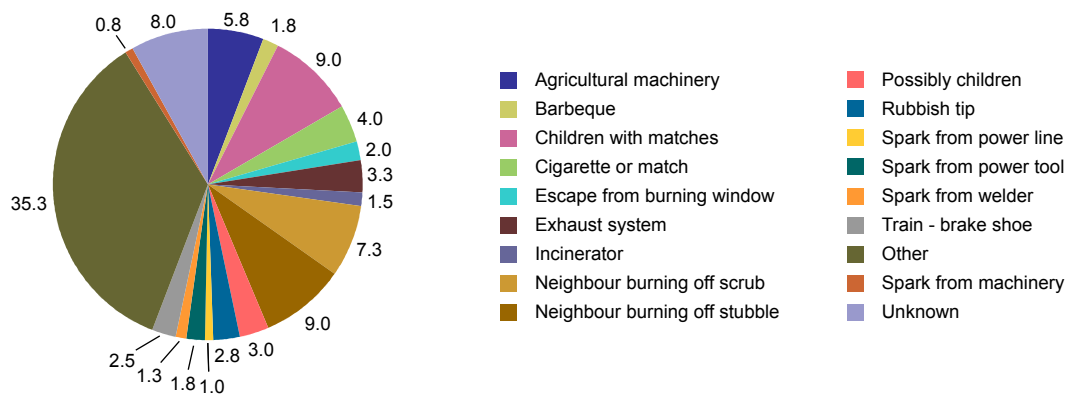 0.8
8.0
5.8
1.8
9.0
4.0
2.0
3.3
1.5
7.3
9.0
3.0
2.8
1.0
1.8
1.3
2.5
35.3
Agricultural machinery
Barbeque
Children with matches
Cigarette or match
Escape from burning window
Exhaust system
Incinerator
Neighbour burning off scrub
Neighbour burning off stubble
Possibly children
Rubbish tip
Spark from power line
Spark from power tool
Spark from welder
Train - brake shoe
Other
Spark from machinery
Unknown